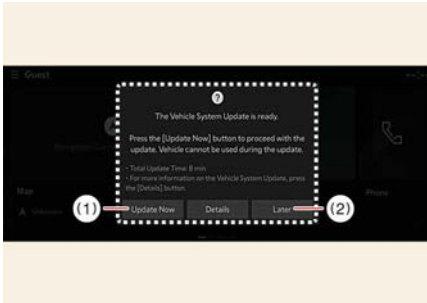 Guest
The Vehicle System Update is ready.
Press the [Update Now] button to proceed with the
update. Vehicle cannot be used during the update.
- Total Update Time: 8 min
- For more information on the Vehicle System Update, press
the [Details] button
Map
Phone
(1)
Update Now
Details
Later
(2)